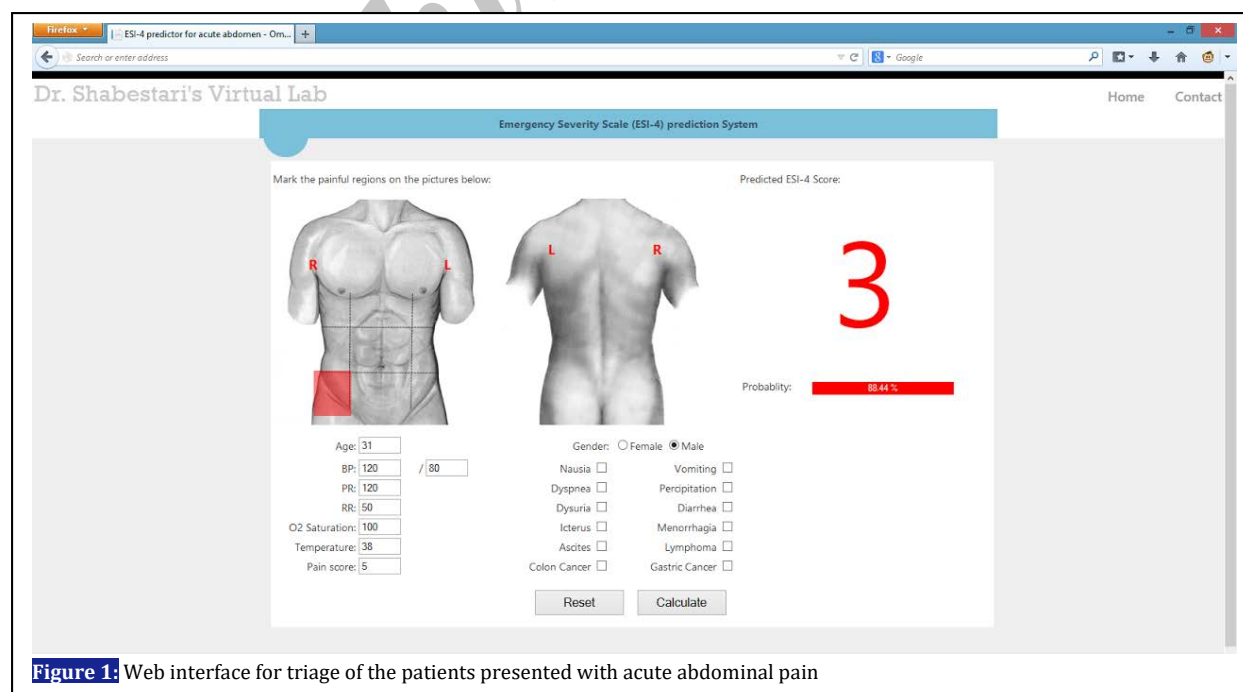 Firefox
ESI-4 predictor for acute abdomen - Om... +
Search or enter address
Google
Dr. Shabestari's Virtual Lab
Home Contact
Emergency Severity Scale (ESI-4) prediction System
Mark the painful regions on the pictures below:
Predicted ESI-4 Score:
R L
L R
3
Probablity: 88.44 %
Age: 31
Gender: Female Male
BP: 120 / 80
Nausia Vomiting
PR: 120
Dyspnea Percipitation
RR: 50
Dysuria Diarrhea
O2 Saturation: 100
Icterus Menorrhagia
Temperature: 38
Ascites Lymphoma
Pain score: 5
Colon Cancer Gastric Cancer
Reset Calculate
Figure 1: Web interface for triage of the patients presented with acute abdominal pain